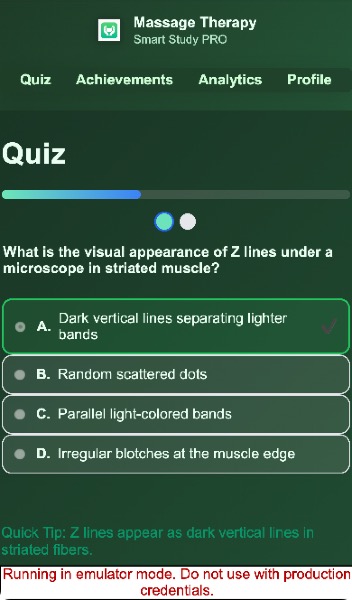 Massage Therapy
Smart Study PRO
Quiz
Achievements
Analytics
Profile
Quiz
What is the visual appearance of Z lines under a
microscope in striated muscle?
A. Dark vertical lines separating lighter
bands
B. Random scattered dots
C. Parallel light-colored bands
D. Irregular blotches at the muscle edge
Quick Tip: Z lines appear as dark vertical lines in
striated fibers.
Running in emulator mode. Do not use with production
credentials.